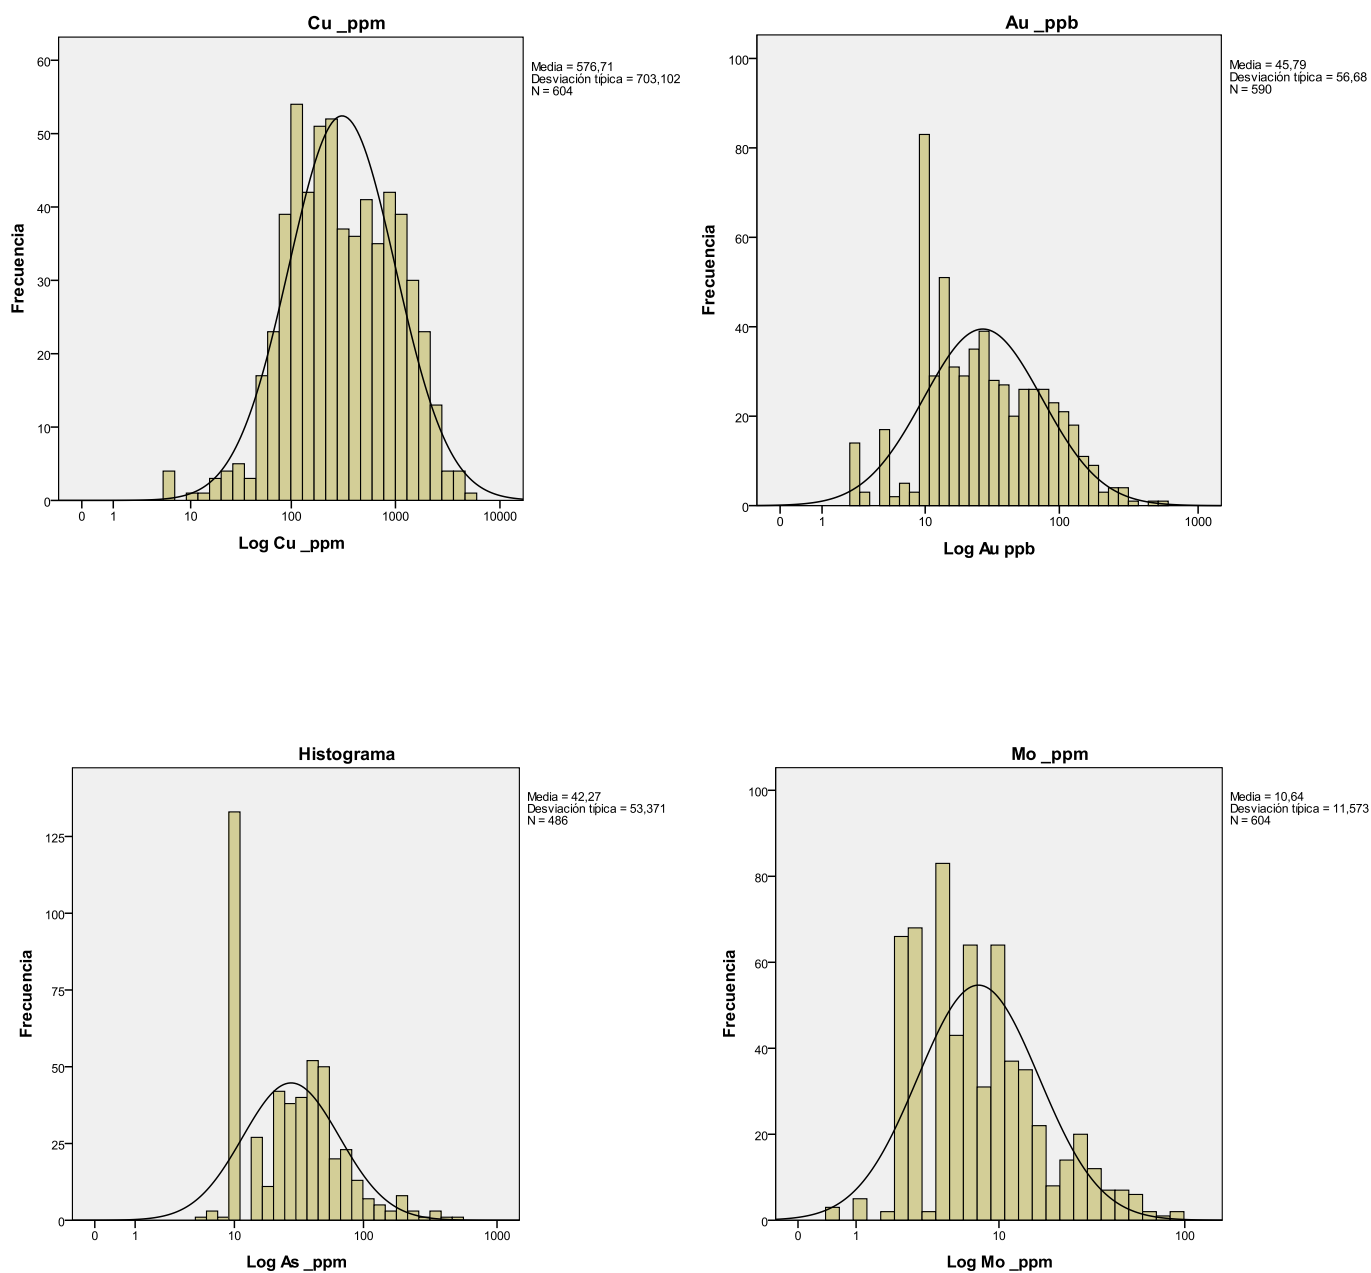 Cu _ppm
Media = 576,71
Desviación típica = 703,102
N = 604
Frecuencia
60
50
40
30
20
10
0
0 1 10 100 1000 10000
Log Cu _ppm
Au _ppb
Media = 45,79
Desviación típica = 56,68
N = 590
Frecuencia
100
80
60
40
20
0
0 1 10 100 1000
Log Au ppb
Histograma
Media = 42,27
Desviación típica = 53,371
N = 486
Frecuencia
125
100
75
50
25
0
0 1 10 100 1000
Log As _ppm
Mo _ppm
Media = 10,64
Desviación típica = 11,573
N = 604
Frecuencia
100
80
60
40
20
0
0 1 10 100
Log Mo _ppm